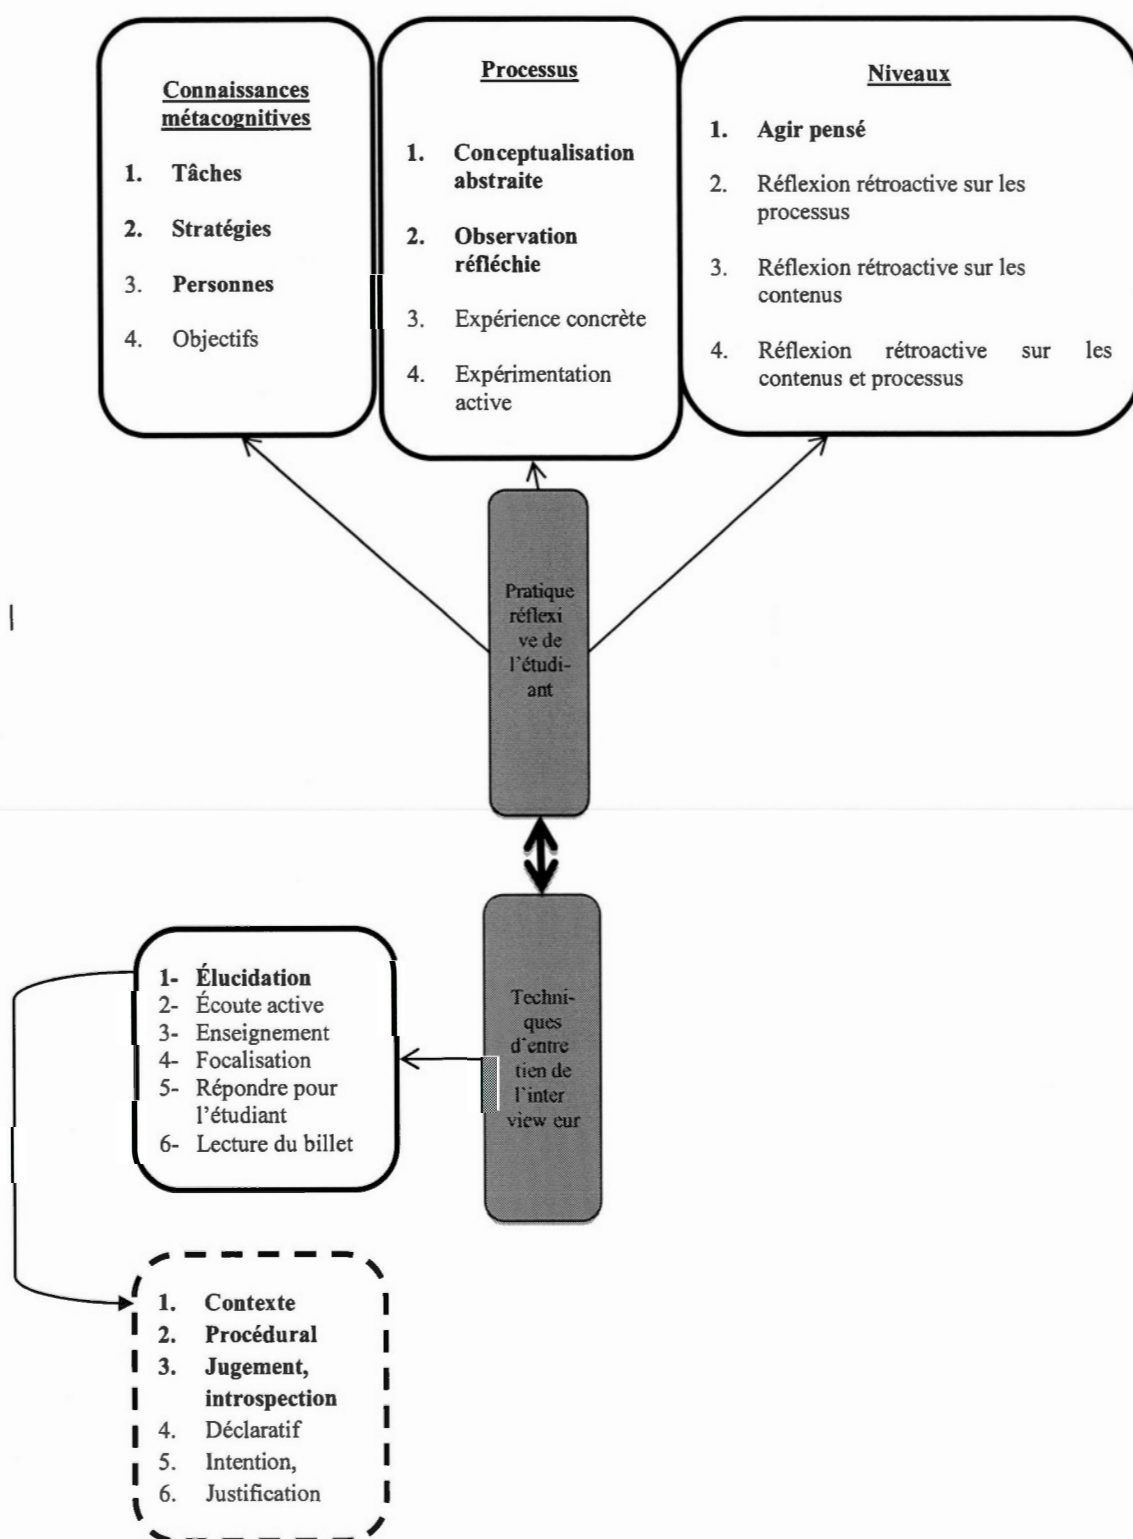 Connaissances
métacognitives
1. Tâches
2. Stratégies
3. Personnes
4. Objectifs
Processus
1. Conceptualisation
abstraite
2. Observation
réfléchie
3. Expérience concrète
4. Expérimentation
active
Niveaux
1. Agir pensé
2. Réflexion rétroactive sur les
processus
3. Réflexion rétroactive sur les
contenus
4. Réflexion rétroactive sur les
contenus et processus
Pratique
réflexi
ve de
l'étudi-
ant
Techni-
ques
d'entre
tien de
l'inter
view eur
1- Élucidation
2- Écoute active
3- Enseignement
4- Focalisation
5- Répondre pour
l'étudiant
6- Lecture du billet
1. Contexte
2. Procédural
3. Jugement,
introspection
4. Déclaratif
5. Intention,
6. Justification